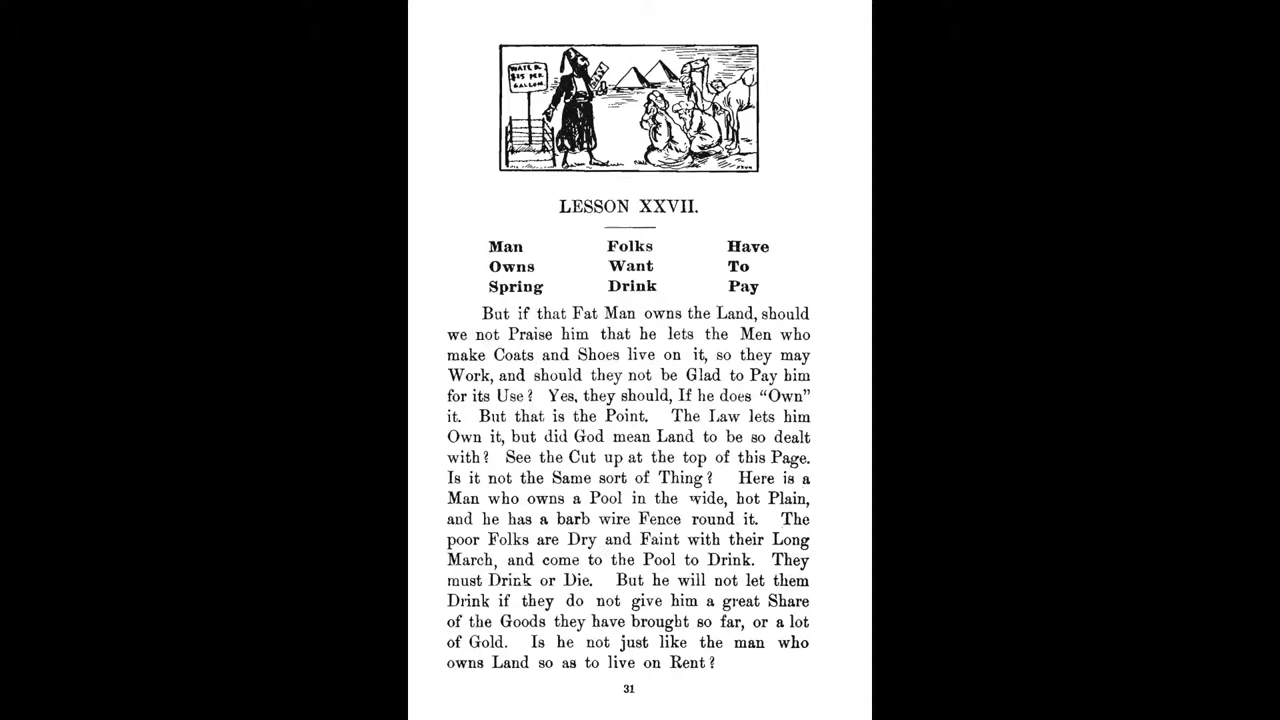 WATER
$25 PER
GALLON
LESSON XXVII.
Man Folks Have
Owns Want To
Spring Drink Pay
But if that Fat Man owns the Land, should
we not Praise him that he lets the Men who
make Coats and Shoes live on it, so they may
Work, and should they not be Glad to Pay him
for its Use? Yes, they should, If he does "Own"
it. But that is the Point. The Law lets him
Own it, but did God mean Land to be so dealt
with? See the Cut up at the top of this Page.
Is it not the Same sort of Thing? Here is a
Man who owns a Pool in the wide, hot Plain,
and he has a barb wire Fence round it. The
poor Folks are Dry and Faint with their Long
March, and come to the Pool to Drink. They
must Drink or Die. But he will not let them
Drink if they do not give him a great Share
of the Goods they have brought so far, or a lot
of Gold. Is he not just like the man who
owns Land so as to live on Rent?
31